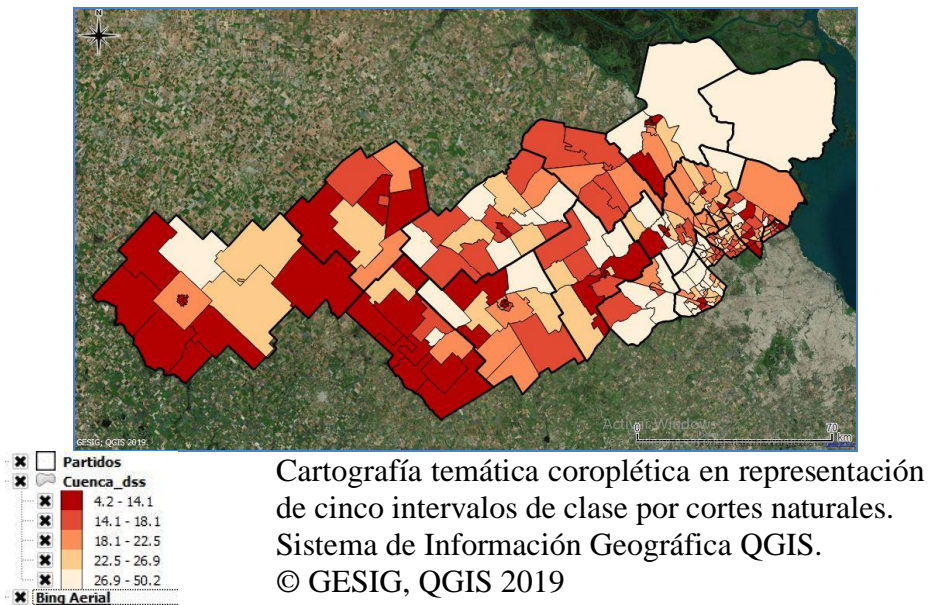 GESIG; QGIS 2019
Activar Windows
0 70
km
Partidos
Cuenca_dss
4.2 - 14.1
14.1 - 18.1
18.1 - 22.5
22.5 - 26.9
26.9 - 50.2
Bing Aerial
Cartografía temática coroplética en representación
de cinco intervalos de clase por cortes naturales.
Sistema de Información Geográfica QGIS.
© GESIG, QGIS 2019